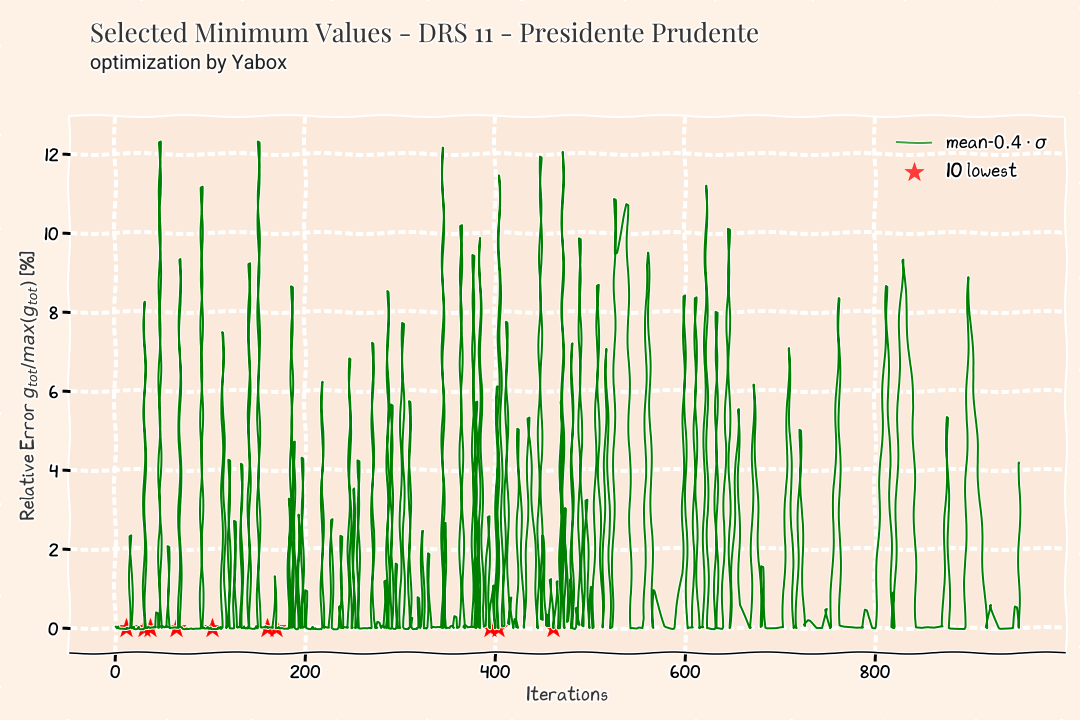 Selected Minimum Values - DRS 11 - Presidente Prudente
optimization by Yabox
mean-0.4 · σ
10 lowest
12
10
8
6
4
2
0
Relative Error g_tot/max(g_tot) [%]
0 200 400 600 800
Iterations